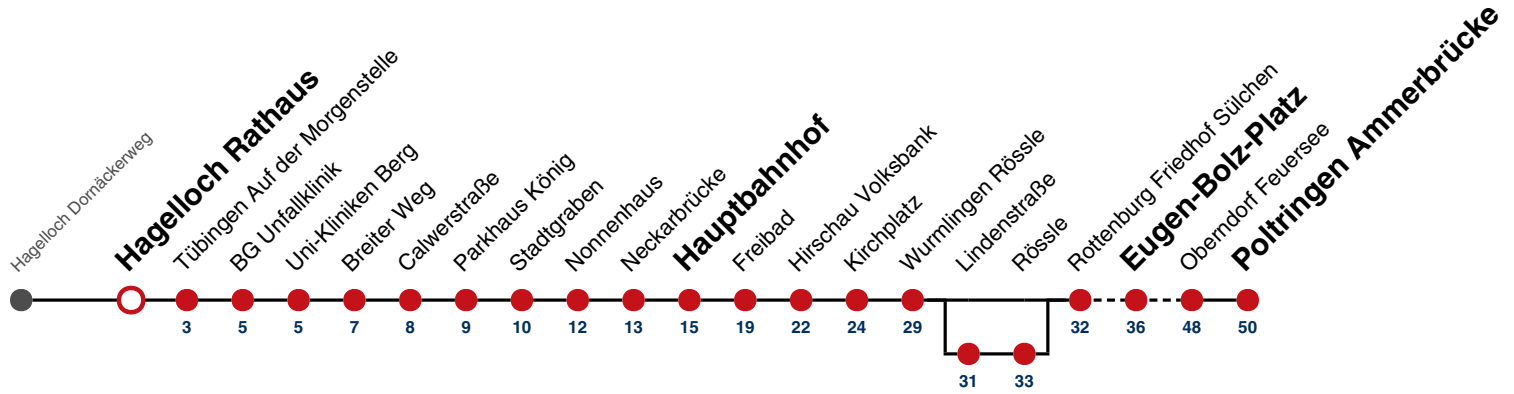 Hagelloch Dornäckerweg
Hagelloch Rathaus
Tübingen Auf der Morgenstelle
BG Unfallklinik
Uni-Kliniken Berg
Breiter Weg
Calwerstraße
Parkhaus König
Stadtgraben
Nonnenhaus
Neckarbrücke
Hauptbahnhof
Freibad
Hirschau Volksbank
Kirchplatz
Wurmlingen Rössle
Lindenstraße
Rössle
Rottenburg Friedhof Sülchen
Eugen-Bolz-Platz
Oberndorf Feuersee
Poltringen Ammerbrücke
3 5 5 7 8 9 10 12 13 15 19 22 24 29 32 36 48 50
31 33